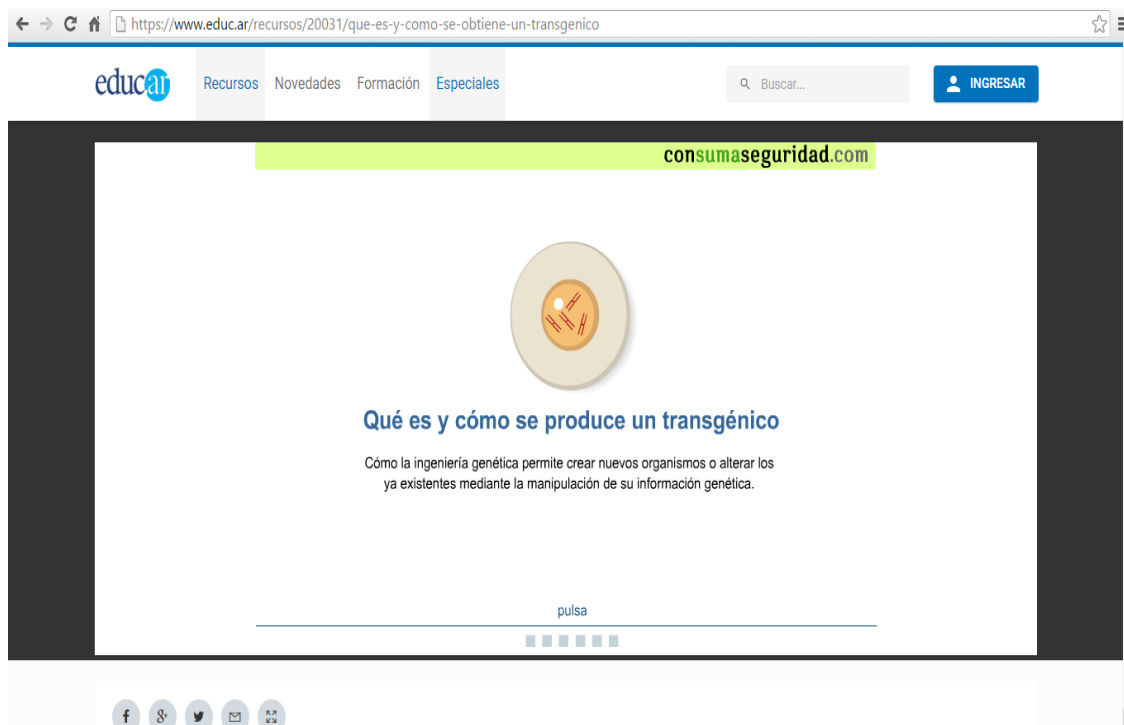 https://www.educ.ar/recursos/20031/que-es-y-como-se-obtiene-un-transgenico
educar Recursos Novedades Formación Especiales Buscar... INGRESAR
consumaseguridad.com
Qué es y cómo se produce un transgénico
Cómo la ingeniería genética permite crear nuevos organismos o alterar los
ya existentes mediante la manipulación de su información genética.
pulsa